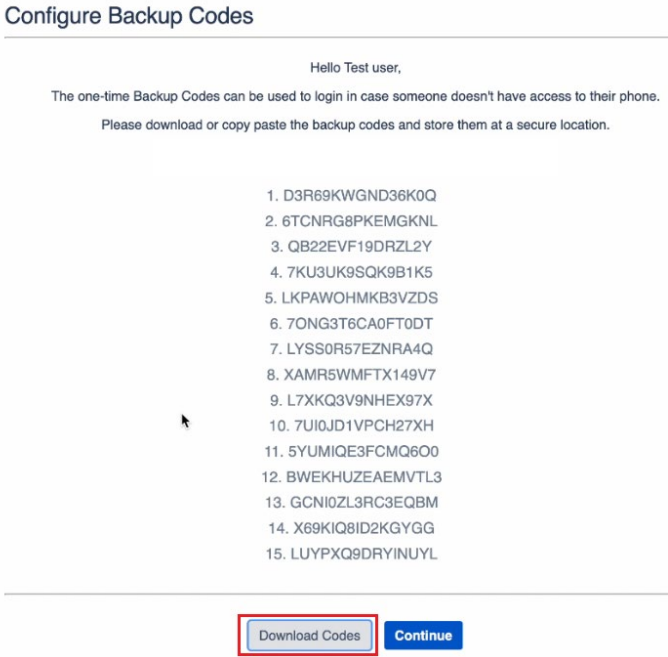 Configure Backup Codes
Hello Test user,
The one-time Backup Codes can be used to login in case someone doesn't have access to their phone.
Please download or copy paste the backup codes and store them at a secure location.
1. D3R69KWGND36K0Q
2. 6TCNRG8PKEMGKNL
3. QB22EVF19DRZL2Y
4. 7KU3UK9SQK9B1K5
5. LKPAWOHMKB3VZDS
6. 7ONG3T6CA0FT0DT
7. LYSS0R57EZNRA4Q
8. XAMR5WMFTX149V7
9. L7XKQ3V9NHEX97X
10. 7UI0JD1VPCH27XH
11. 5YUMIQE3FCMQ6O0
12. BWEKHUZEAEMVTL3
13. GCNI0ZL3RC3EQBM
14. X69KIQ8ID2KGYGG
15. LUYPXQ9DRYINUYL
Download Codes Continue